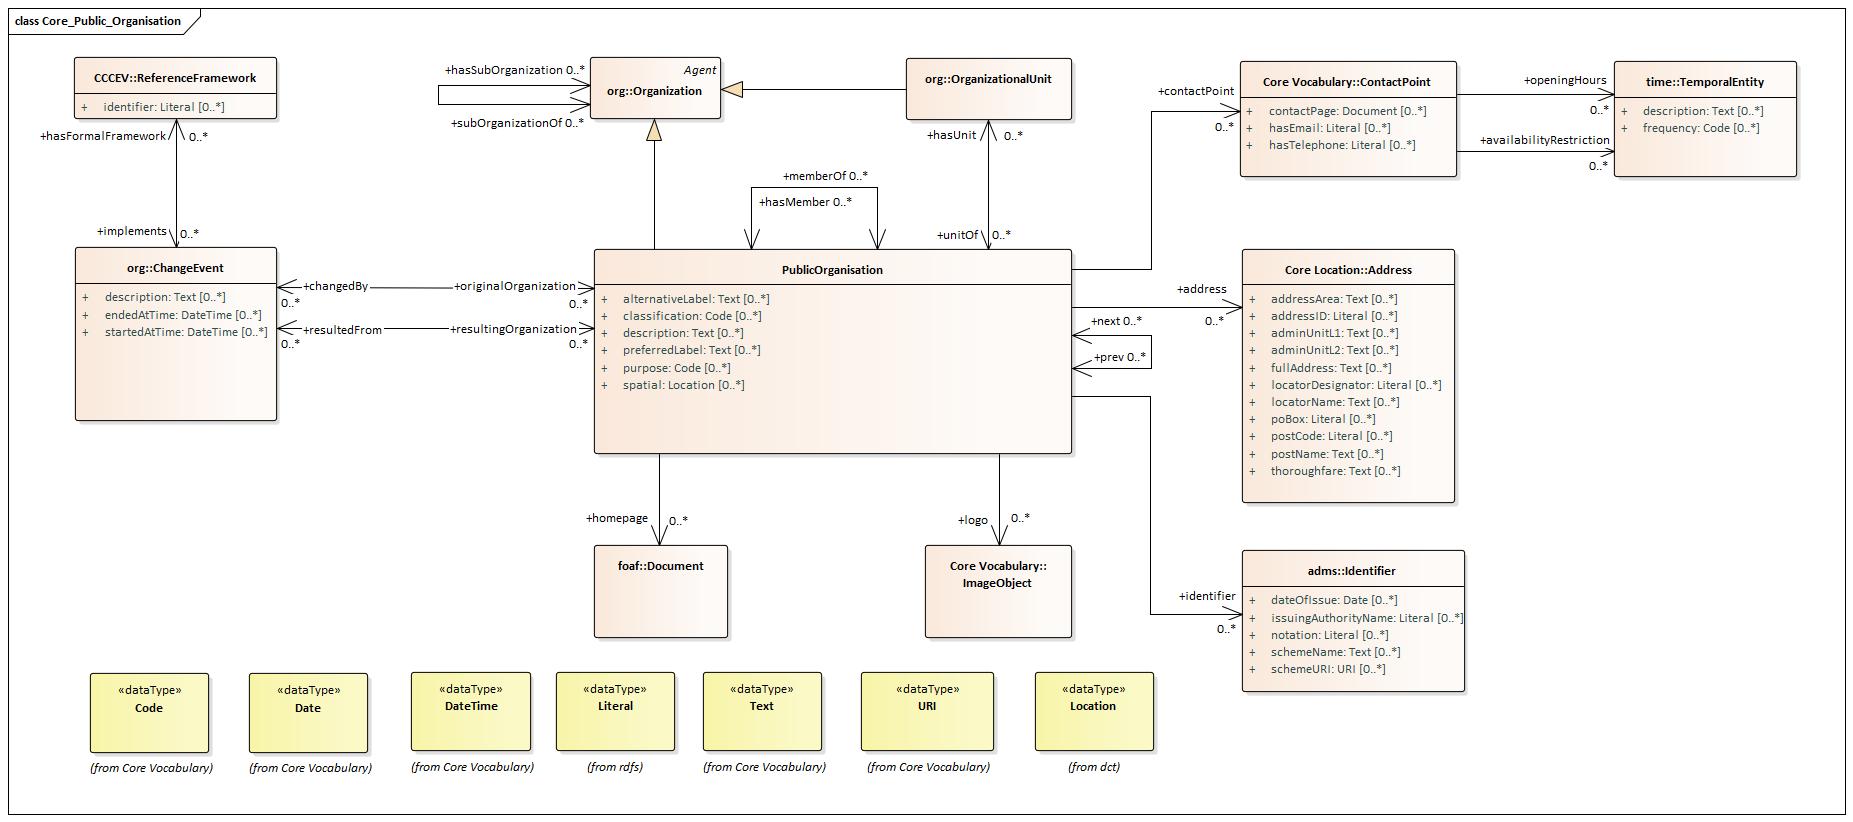 class Core_Public_Organisation
CCCEV::ReferenceFramework
+ identifier: Literal [0..*]
+hasFormalFramework
0..*
+implements
0..*
org::ChangeEvent
+ description: Text [0..*]
+ endedAtTime: DateTime [0..*]
+ startedAtTime: DateTime [0..*]
+changedBy
0..*
+originalOrganization
0..*
+resultedFrom
0..*
+resultingOrganization
0..*
+hasSubOrganization 0..*
+subOrganizationOf 0..*
Agent
org::Organization
org::OrganizationalUnit
+hasUnit
0..*
+unitOf
0..*
+memberOf 0..*
+hasMember 0..*
PublicOrganisation
+ alternativeLabel: Text [0..*]
+ classification: Code [0..*]
+ description: Text [0..*]
+ preferredLabel: Text [0..*]
+ purpose: Code [0..*]
+ spatial: Location [0..*]
+next 0..*
+prev 0..*
+contactPoint
0..*
Core Vocabulary::ContactPoint
+ contactPage: Document [0..*]
+ hasEmail: Literal [0..*]
+ hasTelephone: Literal [0..*]
+openingHours
0..*
+availabilityRestriction
0..*
time::TemporalEntity
+ description: Text [0..*]
+ frequency: Code [0..*]
+address
0..*
Core Location::Address
+ addressArea: Text [0..*]
+ addressID: Literal [0..*]
+ adminUnitL1: Text [0..*]
+ adminUnitL2: Text [0..*]
+ fullAddress: Text [0..*]
+ locatorDesignator: Literal [0..*]
+ locatorName: Text [0..*]
+ poBox: Literal [0..*]
+ postCode: Literal [0..*]
+ postName: Text [0..*]
+ thoroughfare: Text [0..*]
+homepage
0..*
foaf::Document
+logo
0..*
Core Vocabulary::
ImageObject
+identifier
0..*
adms::Identifier
+ dateOfIssue: Date [0..*]
+ issuingAuthorityName: Literal [0..*]
+ notation: Literal [0..*]
+ schemeName: Text [0..*]
+ schemeURI: URI [0..*]
«dataType»
Code
(from Core Vocabulary)
«dataType»
Date
(from Core Vocabulary)
«dataType»
DateTime
(from Core Vocabulary)
«dataType»
Literal
(from rdfs)
«dataType»
Text
(from Core Vocabulary)
«dataType»
URI
(from Core Vocabulary)
«dataType»
Location
(from dct)